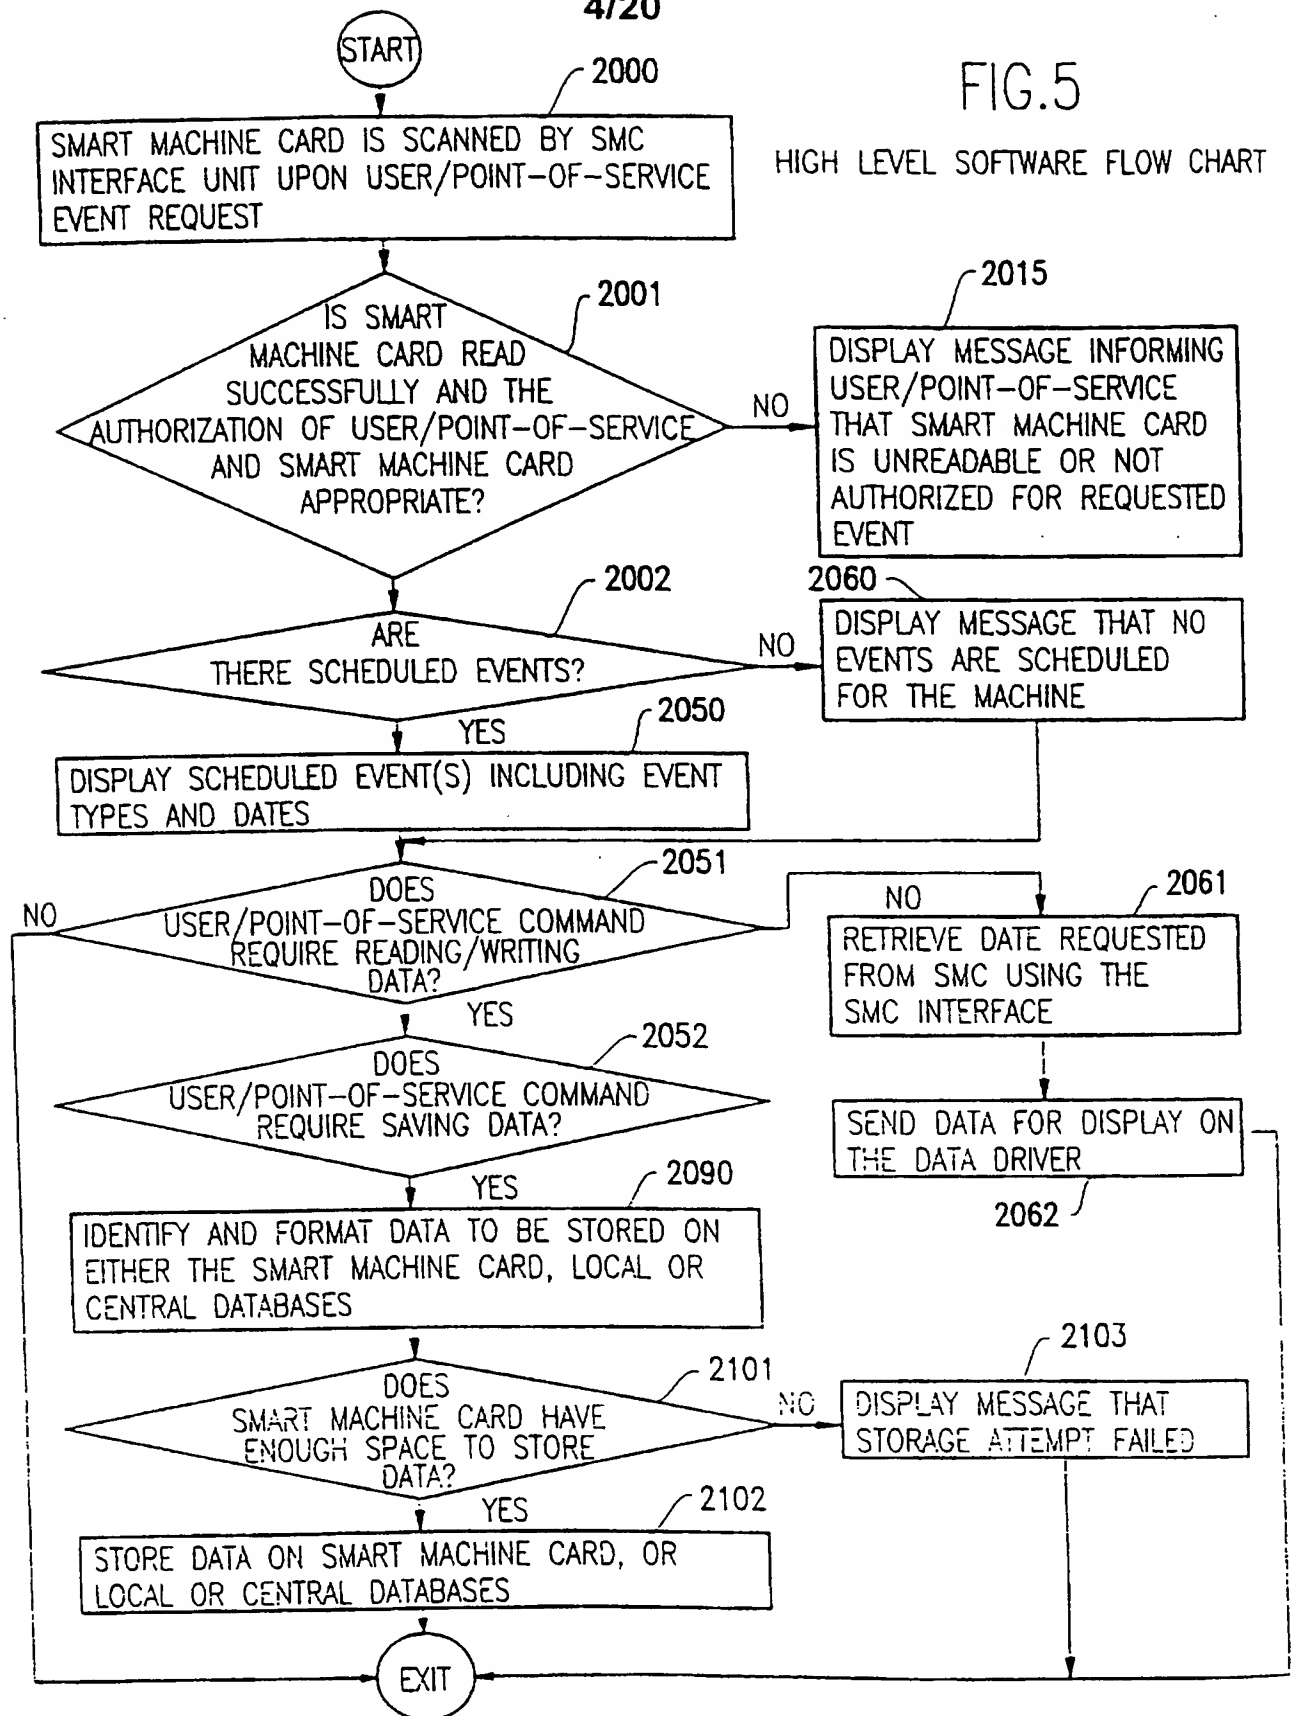 4/20
START
2000
FIG.5
HIGH LEVEL SOFTWARE FLOW CHART
SMART MACHINE CARD IS SCANNED BY SMC
INTERFACE UNIT UPON USER/POINT-OF-SERVICE
EVENT REQUEST
2001
IS SMART
MACHINE CARD READ
SUCCESSFULLY AND THE
AUTHORIZATION OF USER/POINT-OF-SERVICE
AND SMART MACHINE CARD
APPROPRIATE?
NO
2015
DISPLAY MESSAGE INFORMING
USER/POINT-OF-SERVICE
THAT SMART MACHINE CARD
IS UNREADABLE OR NOT
AUTHORIZED FOR REQUESTED
EVENT
2002
ARE
THERE SCHEDULED EVENTS?
NO
2060
DISPLAY MESSAGE THAT NO
EVENTS ARE SCHEDULED
FOR THE MACHINE
YES
2050
DISPLAY SCHEDULED EVENT(S) INCLUDING EVENT
TYPES AND DATES
2051
NO
DOES
USER/POINT-OF-SERVICE COMMAND
REQUIRE READING/WRITING
DATA?
NO
2061
RETRIEVE DATE REQUESTED
FROM SMC USING THE
SMC INTERFACE
YES
2052
DOES
USER/POINT-OF-SERVICE COMMAND
REQUIRE SAVING DATA?
SEND DATA FOR DISPLAY ON
THE DATA DRIVER
2062
YES
2090
IDENTIFY AND FORMAT DATA TO BE STORED ON
EITHER THE SMART MACHINE CARD, LOCAL OR
CENTRAL DATABASES
2101
DOES
SMART MACHINE CARD HAVE
ENOUGH SPACE TO STORE
DATA?
NO
2103
DISPLAY MESSAGE THAT
STORAGE ATTEMPT FAILED
YES
2102
STORE DATA ON SMART MACHINE CARD, OR
LOCAL OR CENTRAL DATABASES
EXIT